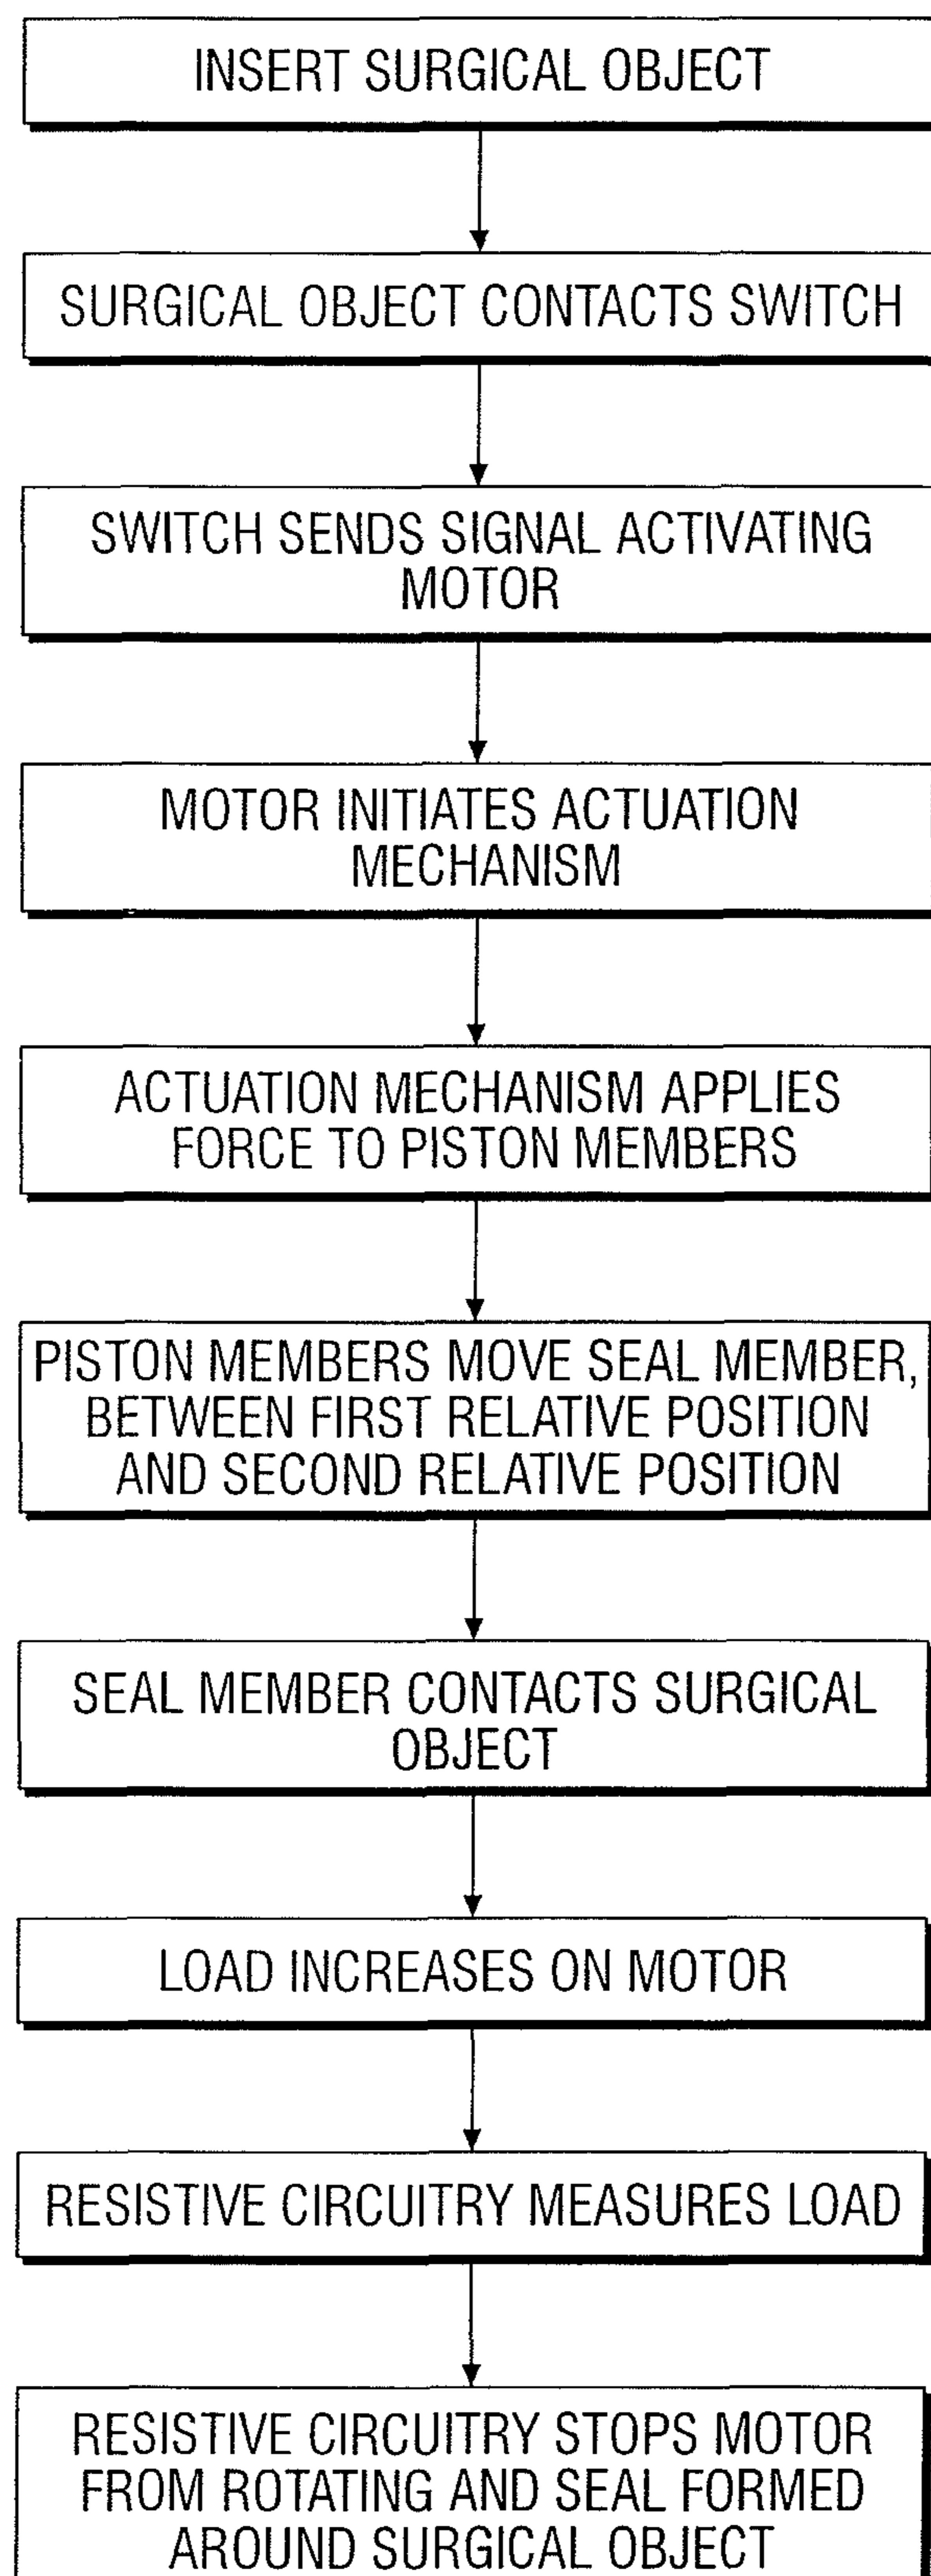 INSERT SURGICAL OBJECT
SURGICAL OBJECT CONTACTS SWITCH
SWITCH SENDS SIGNAL ACTIVATING
MOTOR
MOTOR INITIATES ACTUATION
MECHANISM
ACTUATION MECHANISM APPLIES
FORCE TO PISTON MEMBERS
PISTON MEMBERS MOVE SEAL MEMBER,
BETWEEN FIRST RELATIVE POSITION
AND SECOND RELATIVE POSITION
SEAL MEMBER CONTACTS SURGICAL
OBJECT
LOAD INCREASES ON MOTOR
RESISTIVE CIRCUITRY MEASURES LOAD
RESISTIVE CIRCUITRY STOPS MOTOR
FROM ROTATING AND SEAL FORMED
AROUND SURGICAL OBJECT